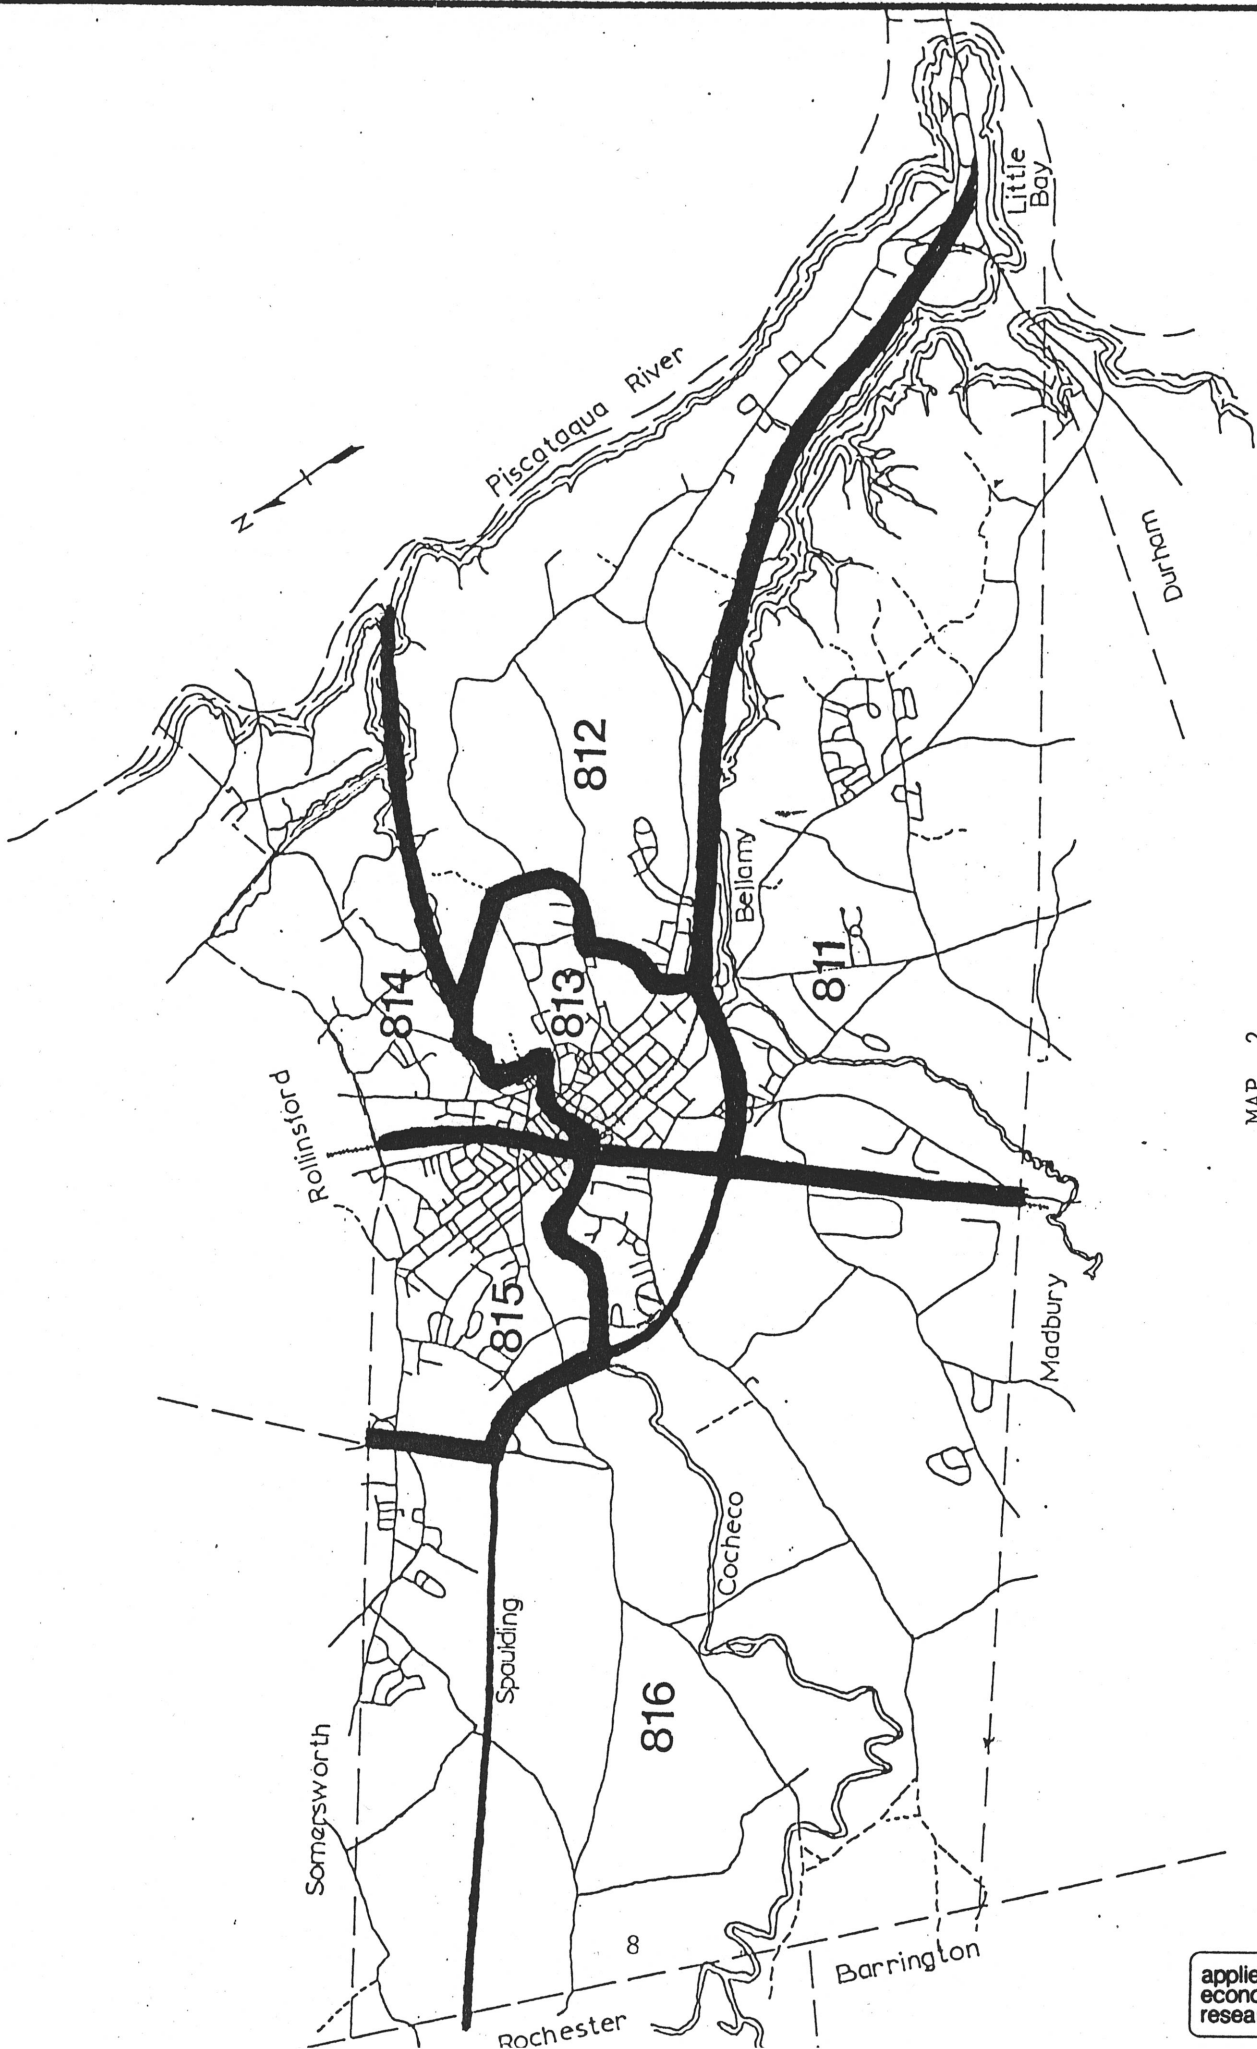 Little
Bay
Piscataqua River
N
Durham
812
Bellamy
811
814
813
Rollinsford
MAP 2
815
Madbury
Cocheco
Spaulding
816
Somersworth
8
Barrington
Rochester
applie
econo
resea